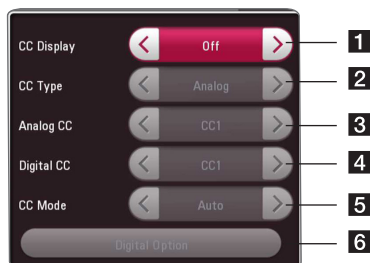 CC Display Off 1
CC Type Analog 2
Analog CC CC1 3
Digital CC CC1 4
CC Mode Auto 5
Digital Option 6